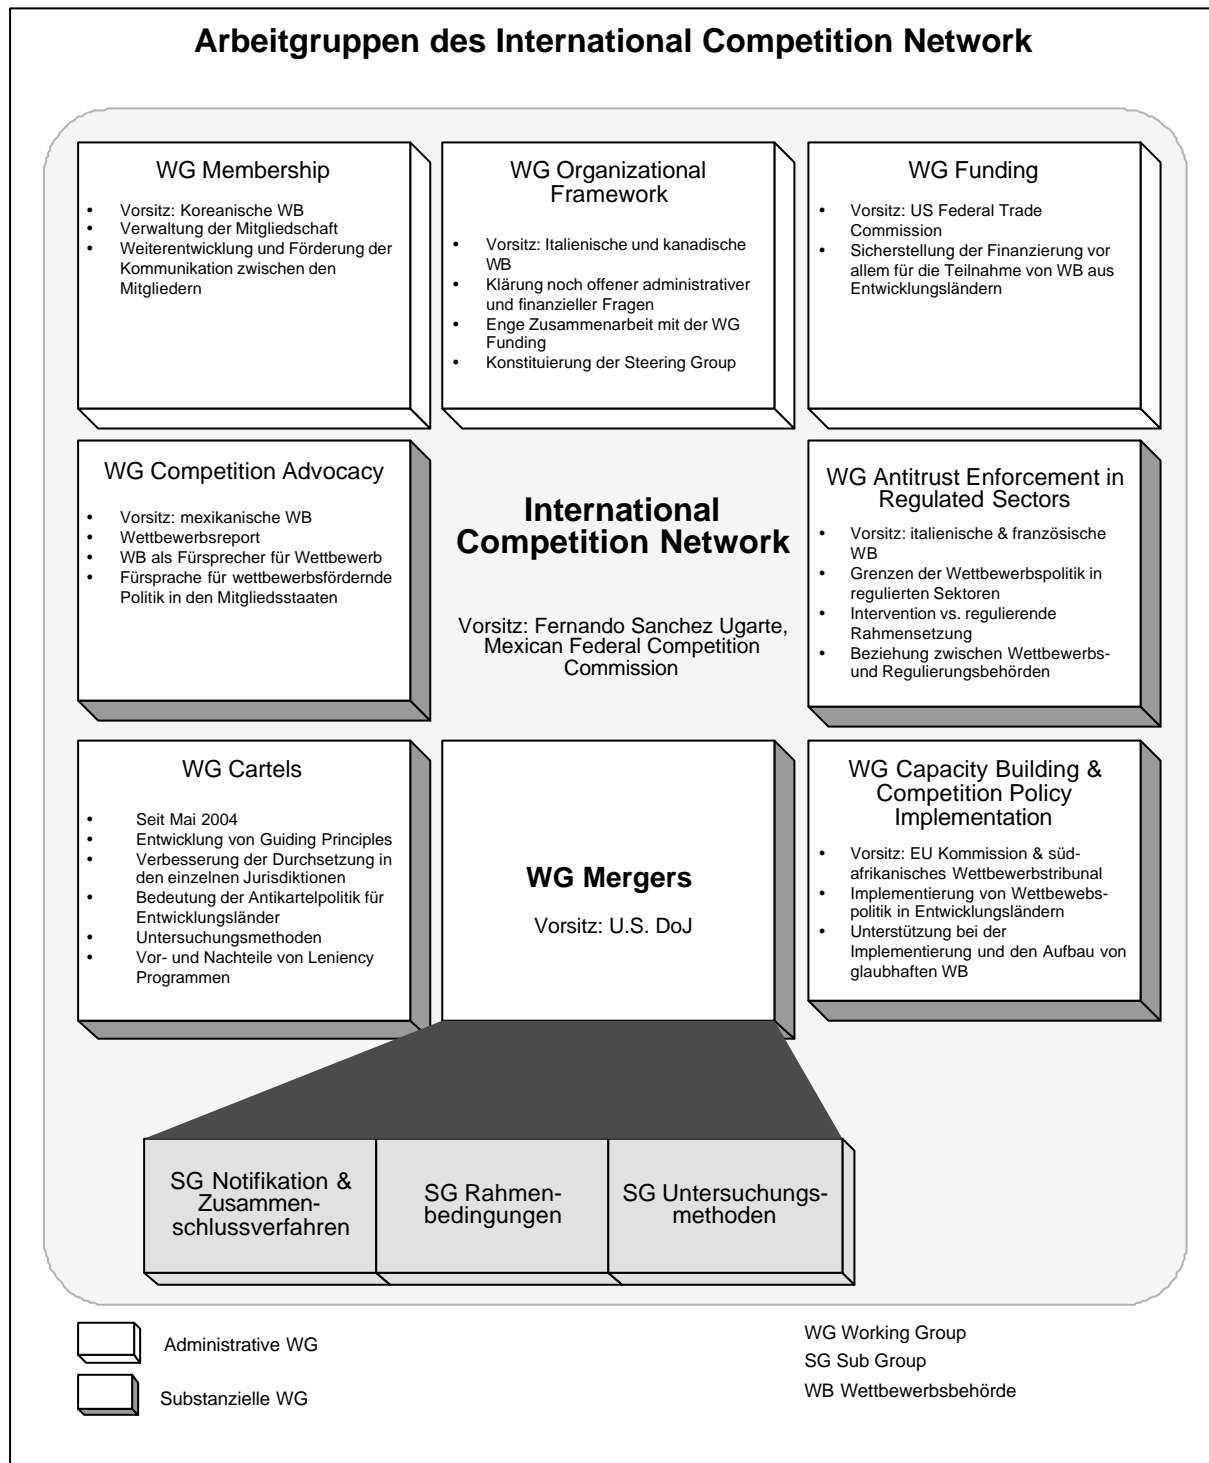 Arbeitgruppen des International Competition Network
WG Membership
• Vorsitz: Koreanische WB
• Verwaltung der Mitgliedschaft
• Weiterentwicklung und Förderung der
Kommunikation zwischen den
Mitgliedern
WG Organizational
Framework
• Vorsitz: Italienische und kanadische
WB
• Klärung noch offener administrativer
und finanzieller Fragen
• Enge Zusammenarbeit mit der WG
Funding
• Konstituierung der Steering Group
WG Funding
• Vorsitz: US Federal Trade
Commission
• Sicherstellung der Finanzierung vor
allem für die Teilnahme von WB aus
Entwicklungsländern
WG Competition Advocacy
• Vorsitz: mexikanische WB
• Wettbewerbsreport
• WB als Fürsprecher für Wettbewerb
• Fürsprache für wettbewerbsfördernde
Politik in den Mitgliedsstaaten
International
Competition Network
Vorsitz: Fernando Sanchez Ugarte,
Mexican Federal Competition
Commission
WG Antitrust Enforcement in
Regulated Sectors
• Vorsitz: italienische & französische
WB
• Grenzen der Wettbewerbspolitik in
regulierten Sektoren
• Intervention vs. regulierende
Rahmensetzung
• Beziehung zwischen Wettbewerbs-
und Regulierungsbehörden
WG Cartels
• Seit Mai 2004
• Entwicklung von Guiding Principles
• Verbesserung der Durchsetzung in
den einzelnen Jurisdiktionen
• Bedeutung der Antikartelpolitik für
Entwicklungsländer
• Untersuchungsmethoden
• Vor- und Nachteile von Leniency
Programmen
WG Mergers
Vorsitz: U.S. DoJ
WG Capacity Building &
Competition Policy
Implementation
• Vorsitz: EU Kommission & süd-
afrikanisches Wettbewerbstribunal
• Implementierung von Wettbewebs-
politik in Entwicklungsländern
• Unterstützung bei der
Implementierung und den Aufbau von
glaubhaften WB
SG Notifikation &
Zusammen-
schlussverfahren
SG Rahmen-
bedingungen
SG Untersuchungs-
methoden
Administrative WG
Substanzielle WG
WG Working Group
SG Sub Group
WB Wettbewerbsbehörde